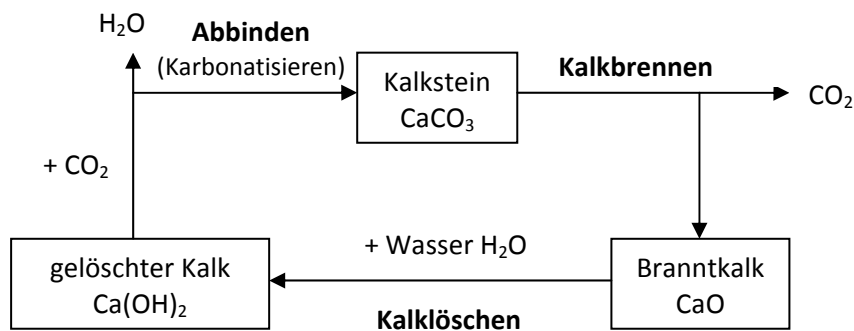 H₂O
Abbinden
(Karbonatisieren)
Kalkstein
CaCO₃
Kalkbrennen
CO₂
+ CO₂
gelöschter Kalk
Ca(OH)₂
+ Wasser H₂O
Kalklöschen
Branntkalk
CaO